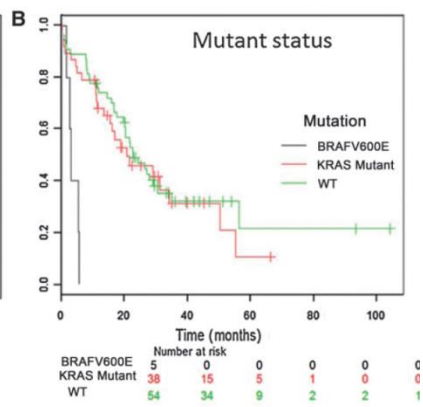 B
Mutant status
Mutation
BRAFV600E
KRAS Mutant
WT
1.0
0.8
0.6
0.4
0.2
0.0
0 20 40 60 80 100
Time (months)
Number at risk
BRAFV600E 5 0 0 0 0 0
KRAS Mutant 38 15 5 1 0 0
WT 54 34 9 2 2 1